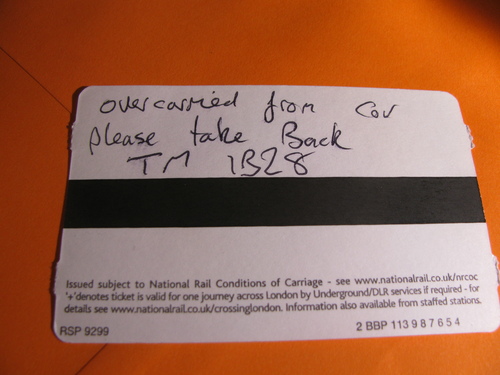 overcarried from Cov
please take Back
TM 1B28
Issued subject to National Rail Conditions of Carriage - see www.nationalrail.co.uk/nrcoc
'+'denotes ticket is valid for one journey across London by Underground/DLR services if required - for
details see www.nationalrail.co.uk/crossinglondon. Information also available from staffed stations.
RSP 9299 2 BBP 113987654